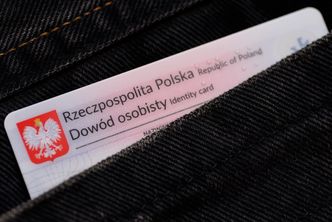 Rzeczpospolita Polska Republic of Poland
Dowód osobisty Identity card